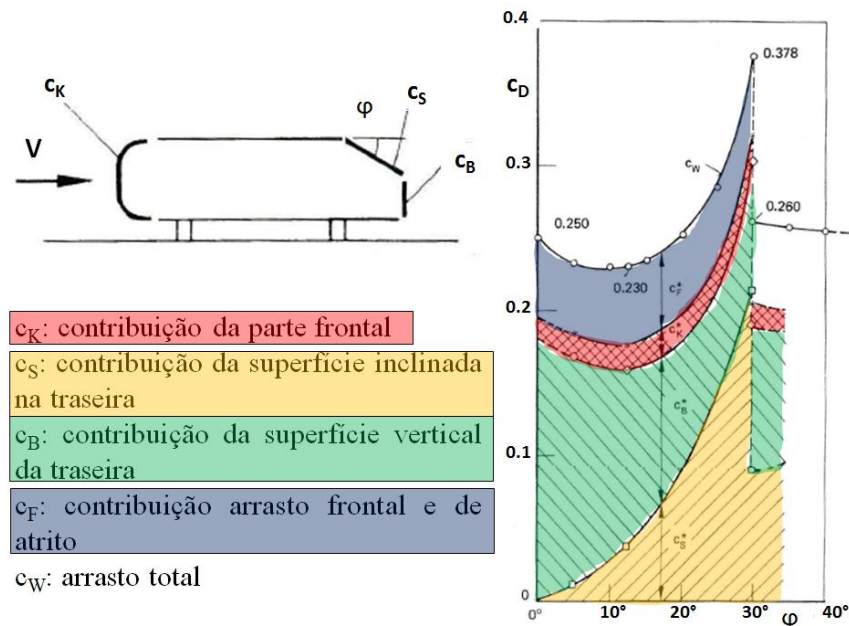 c_K
V
φ
c_S
c_B
c_K: contribuição da parte frontal
c_S: contribuição da superfície inclinada
na traseira
c_B: contribuição da superfície vertical
da traseira
c_F: contribuição arrasto frontal e de
atrito
c_W: arrasto total
0.4
c_D
0.378
0.3
c_W
0.250
0.260
0.230
c_F*
0.2
c_K*
c_B*
0.1
c_S*
0
0° 10° 20° 30° φ 40°